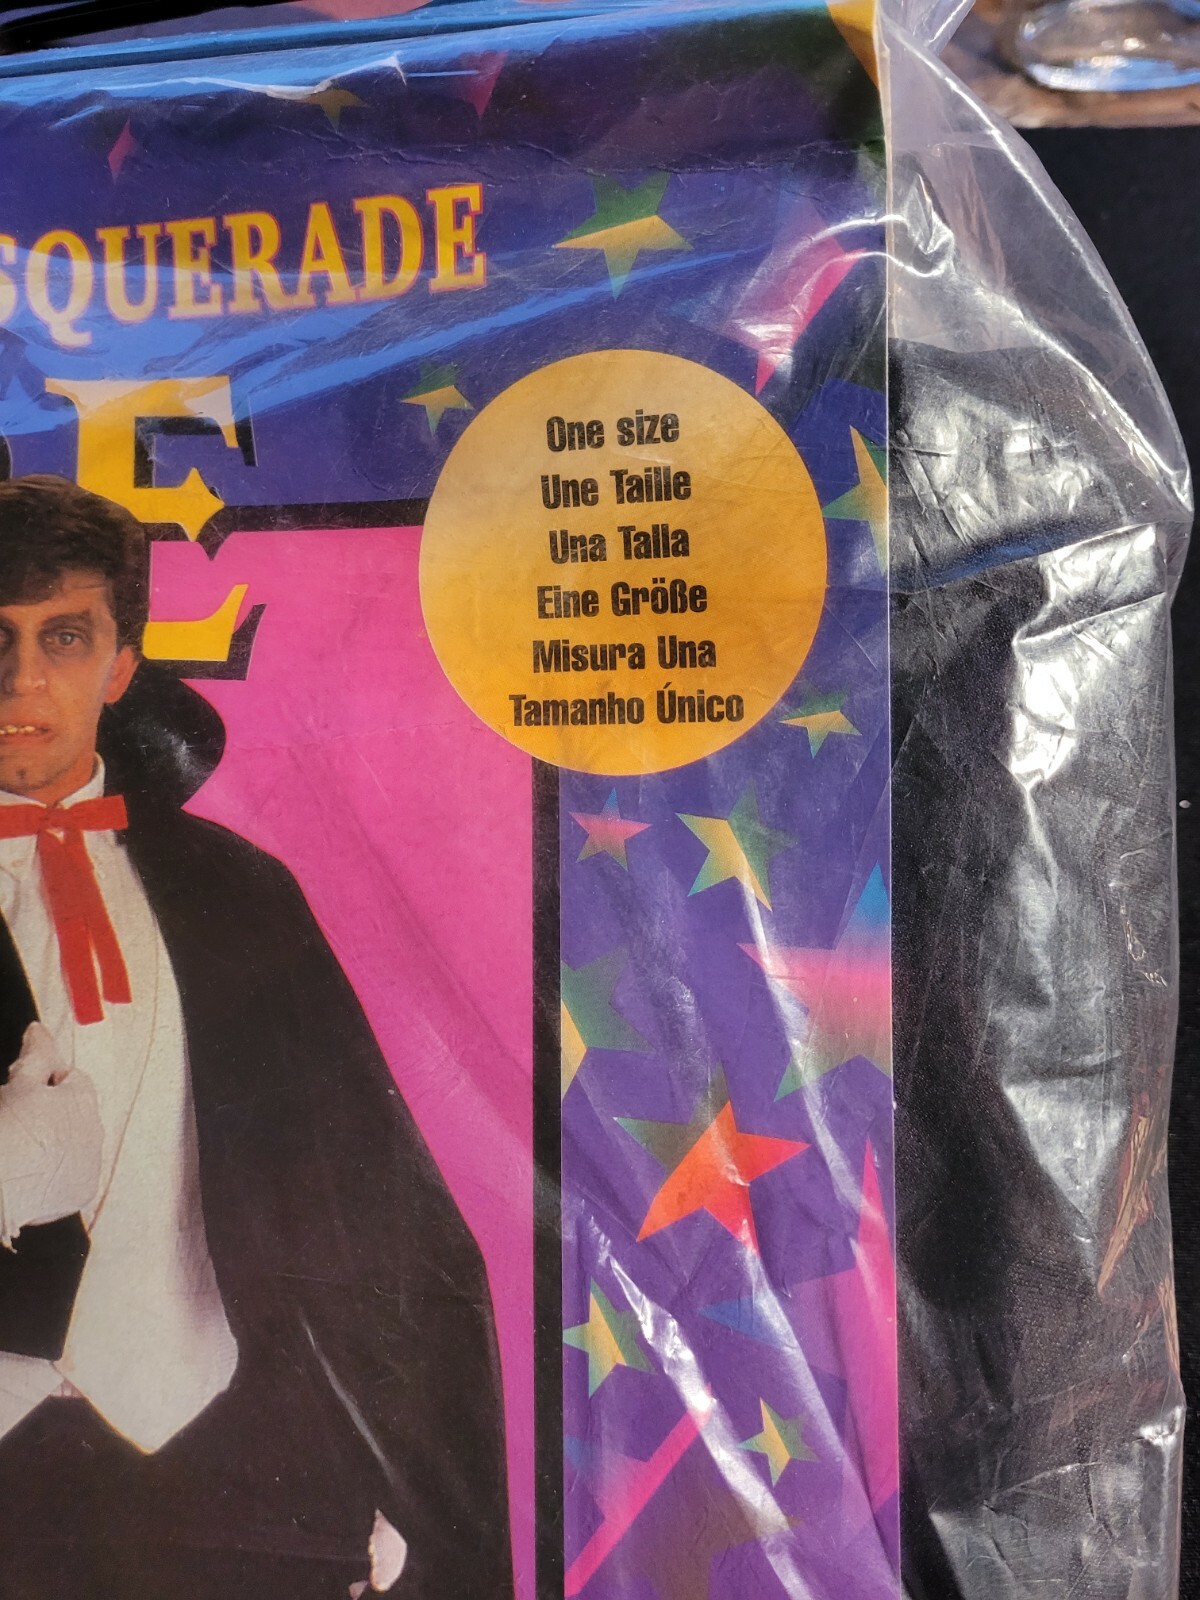 SQUERADE
E
One size
Une Taille
Una Talla
Eine Größe
Misura Una
Tamanho Único